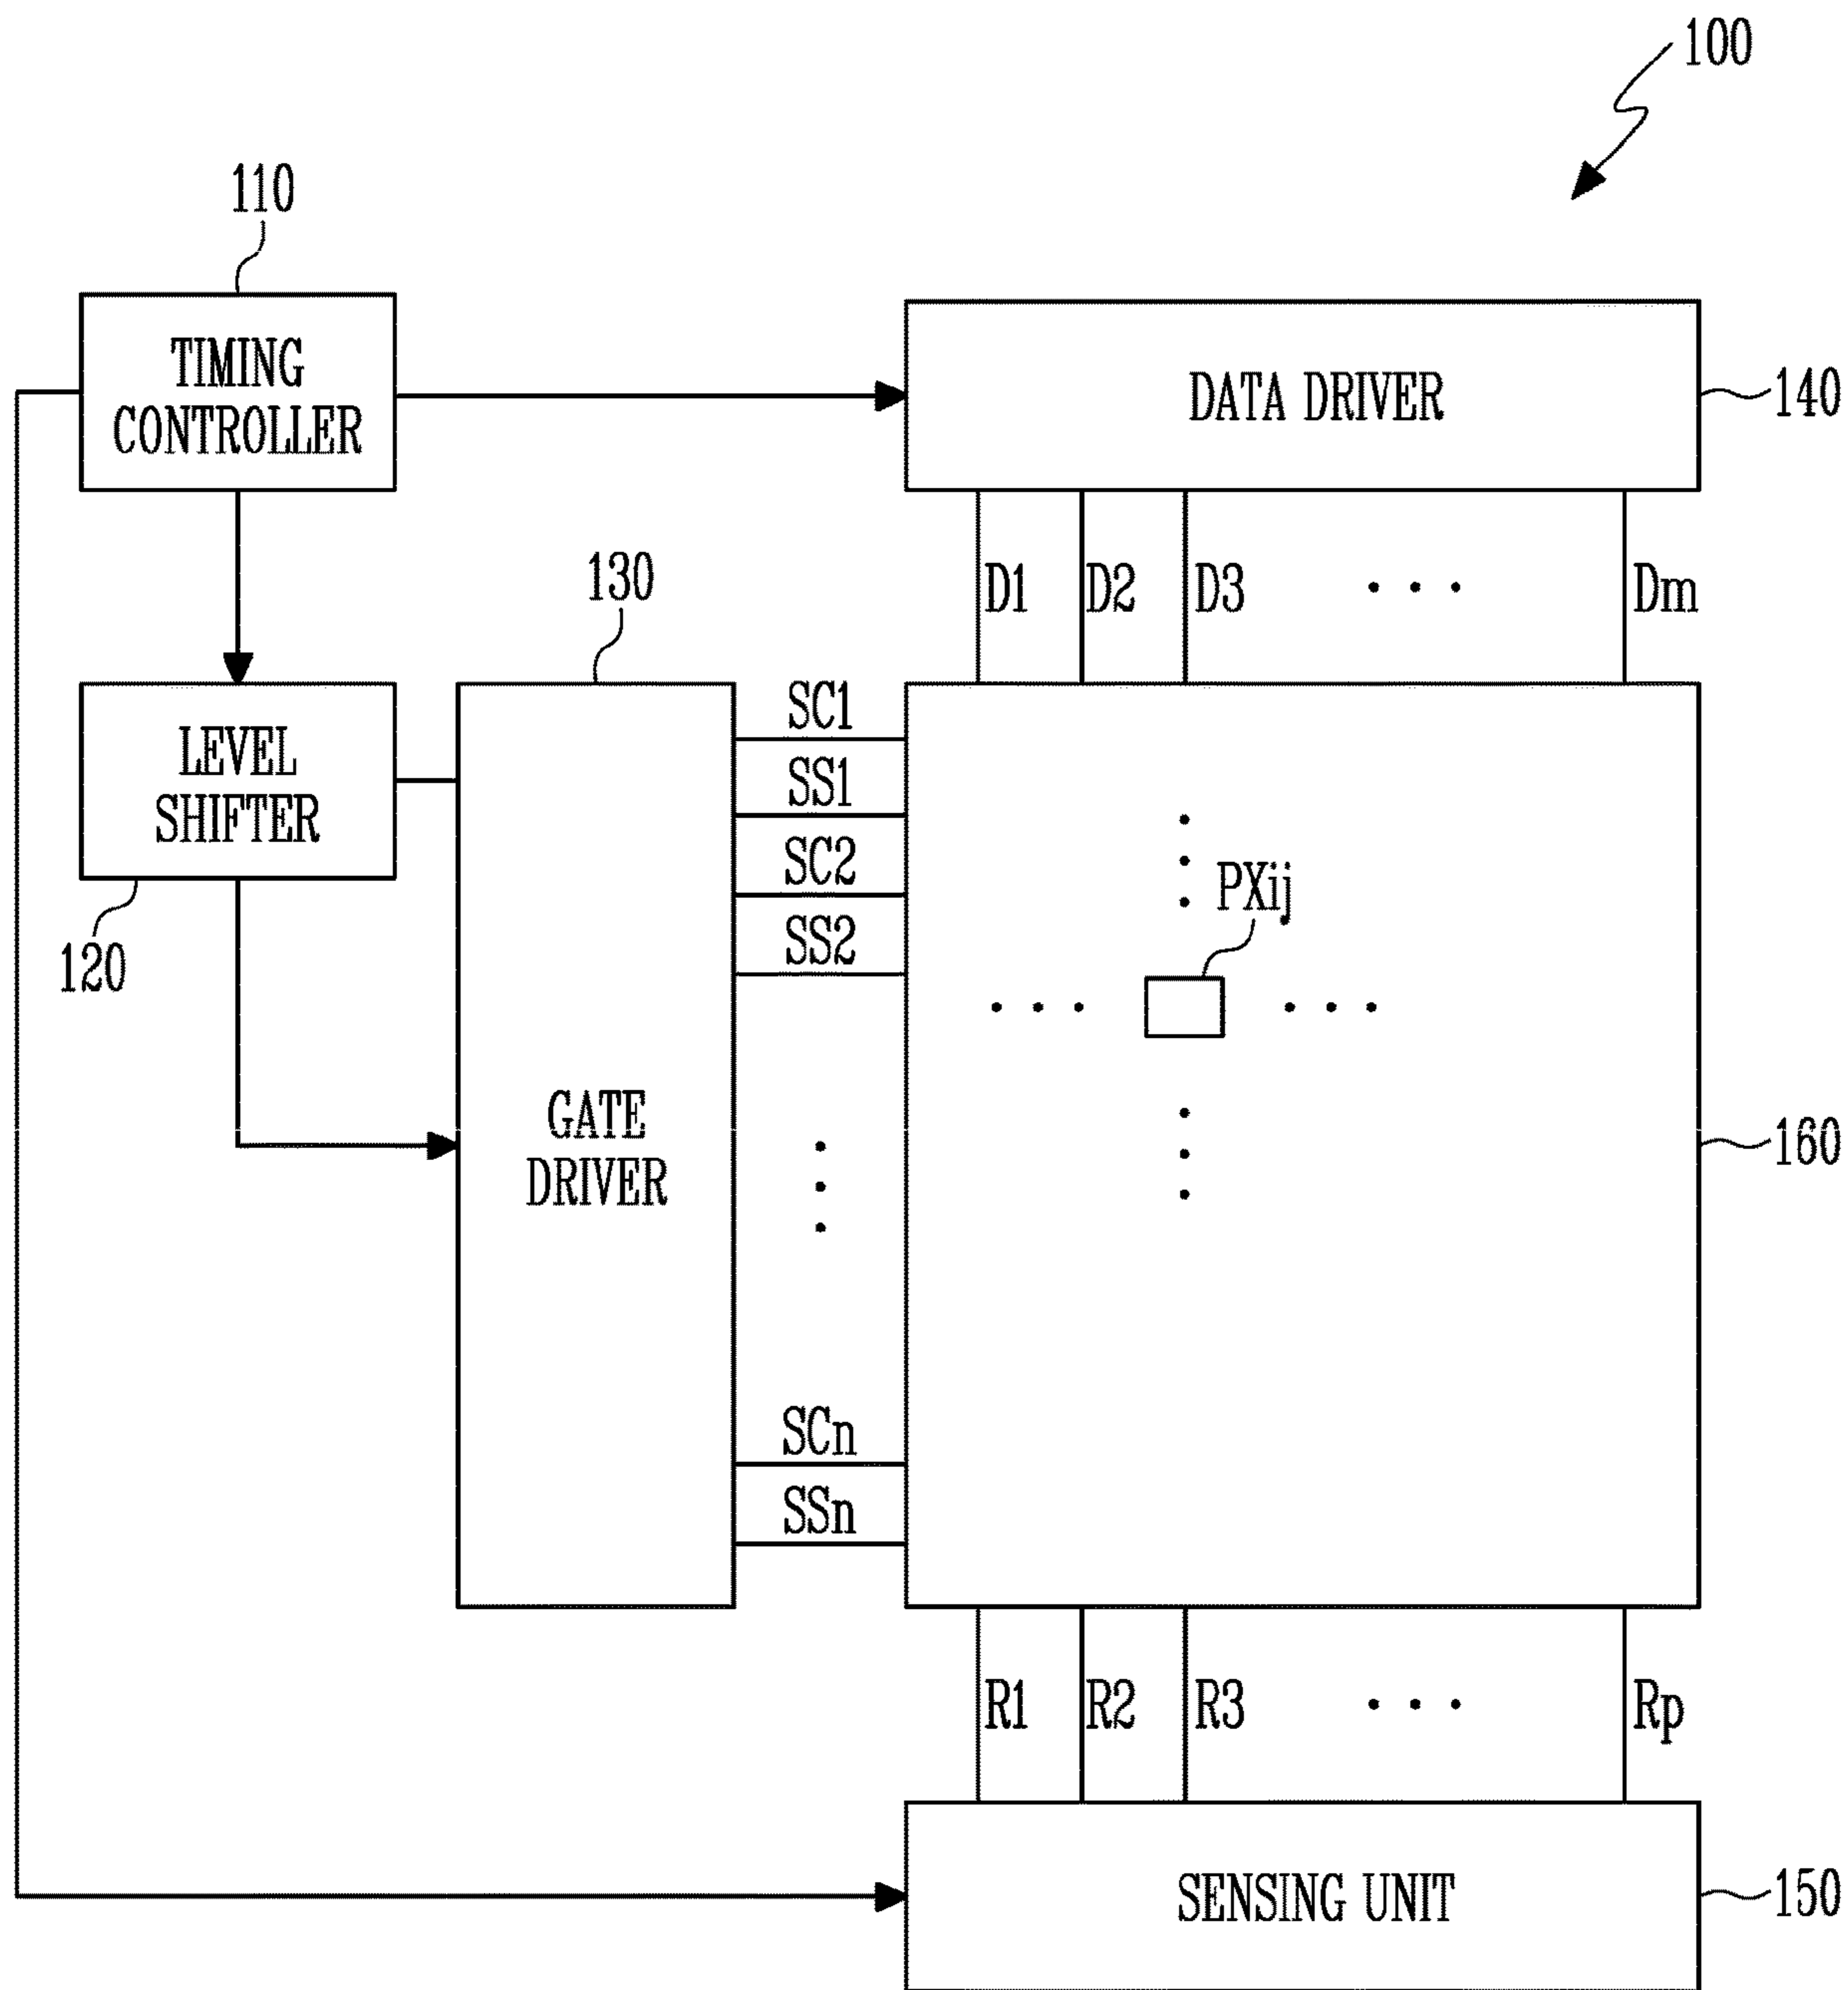 100
110
TIMING
CONTROLLER
DATA DRIVER
140
130
D1 D2 D3 Dm
LEVEL
SHIFTER
120
SC1
SS1
SC2
SS2
PXij
GATE
DRIVER
160
SCn
SSn
R1 R2 R3 Rp
SENSING UNIT
150